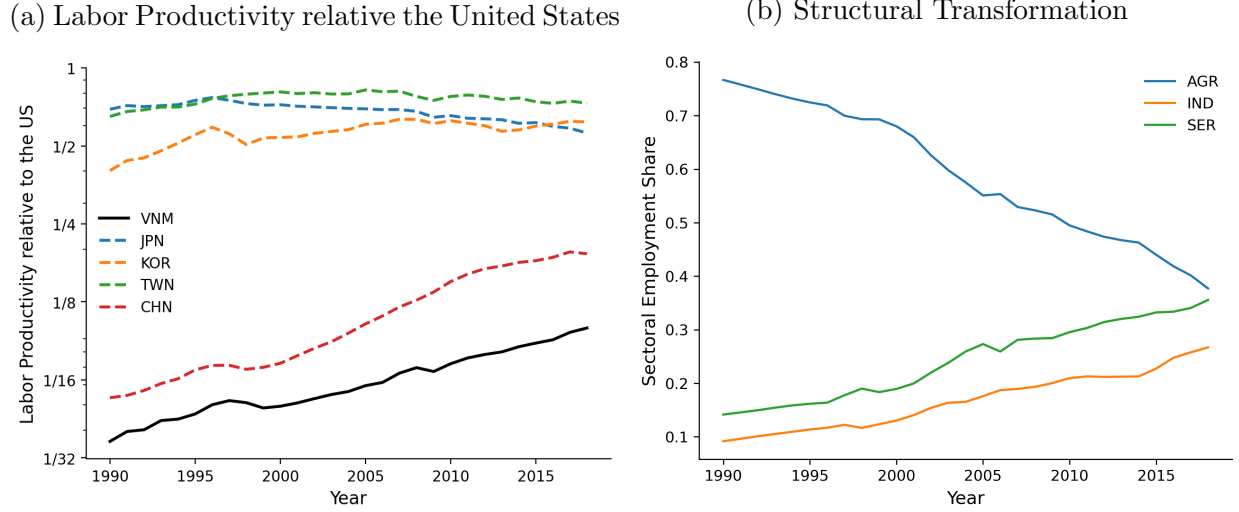 (a) Labor Productivity relative the United States
Labor Productivity relative to the US
1
1/2
1/4
1/8
1/16
1/32
VNM
JPN
KOR
TWN
CHN
1990 1995 2000 2005 2010 2015
Year
(b) Structural Transformation
Sectoral Employment Share
0.8
0.7
0.6
0.5
0.4
0.3
0.2
0.1
AGR
IND
SER
1990 1995 2000 2005 2010 2015
Year